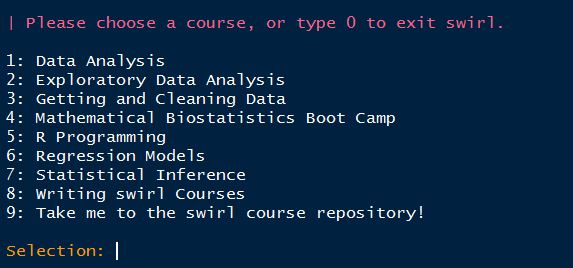 | Please choose a course, or type 0 to exit swirl.
1: Data Analysis
2: Exploratory Data Analysis
3: Getting and Cleaning Data
4: Mathematical Biostatistics Boot Camp
5: R Programming
6: Regression Models
7: Statistical Inference
8: Writing swirl Courses
9: Take me to the swirl course repository!
Selection: